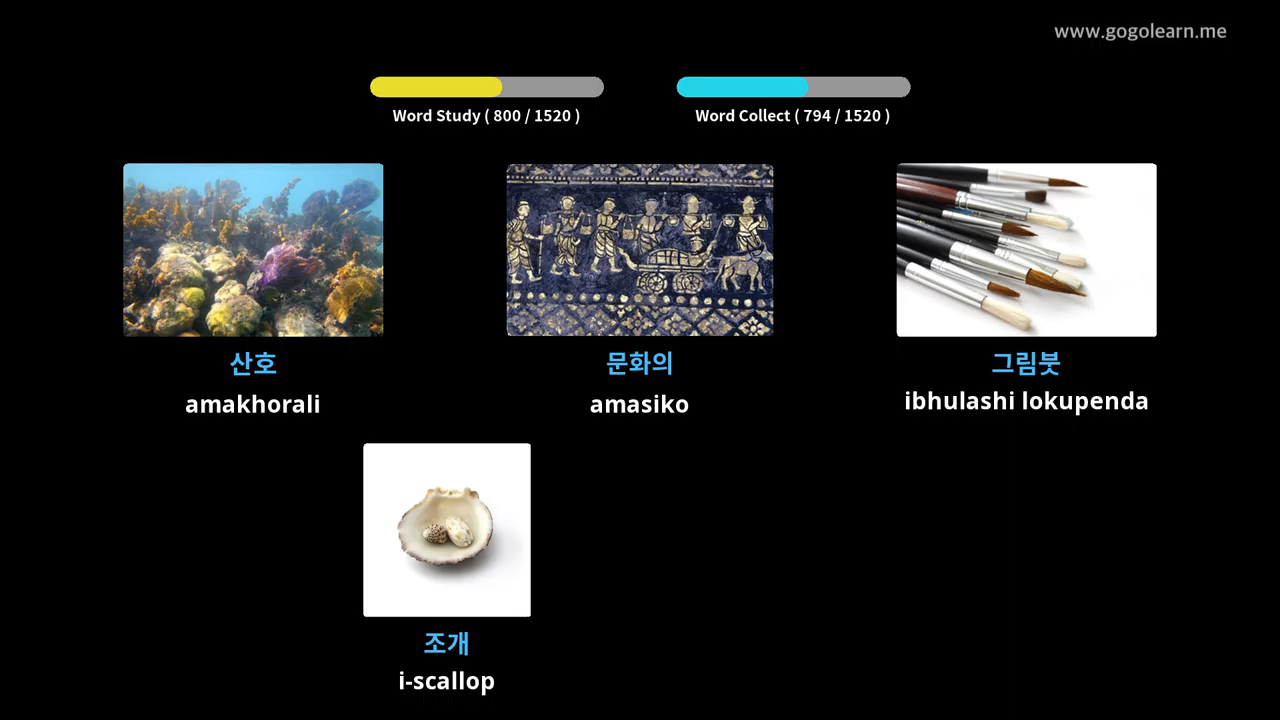 www.gogolearn.me
Word Study ( 800 / 1520 )
Word Collect ( 794 / 1520 )
산호
문화의
그림붓
amakhorali
amasiko
ibhulashi lokupenda
조개
i-scallop